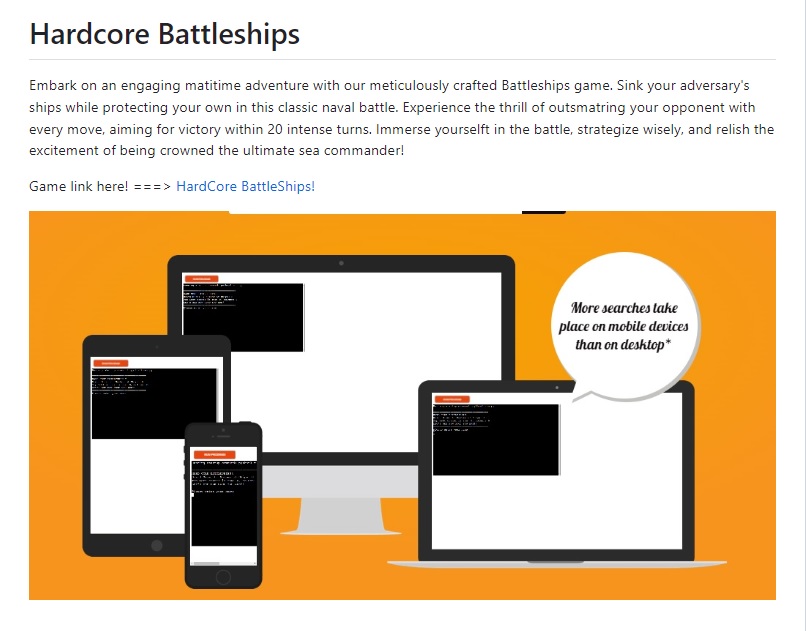 Hardcore Battleships
Embark on an engaging matitime adventure with our meticulously crafted Battleships game. Sink your adversary's
ships while protecting your own in this classic naval battle. Experience the thrill of outsmatring your opponent with
every move, aiming for victory within 20 intense turns. Immerse yourselft in the battle, strategize wisely, and relish the
excitement of being crowned the ultimate sea commander!
Game link here! ===> HardCore BattleShips!
More searches take
place on mobile devices
than on desktop*